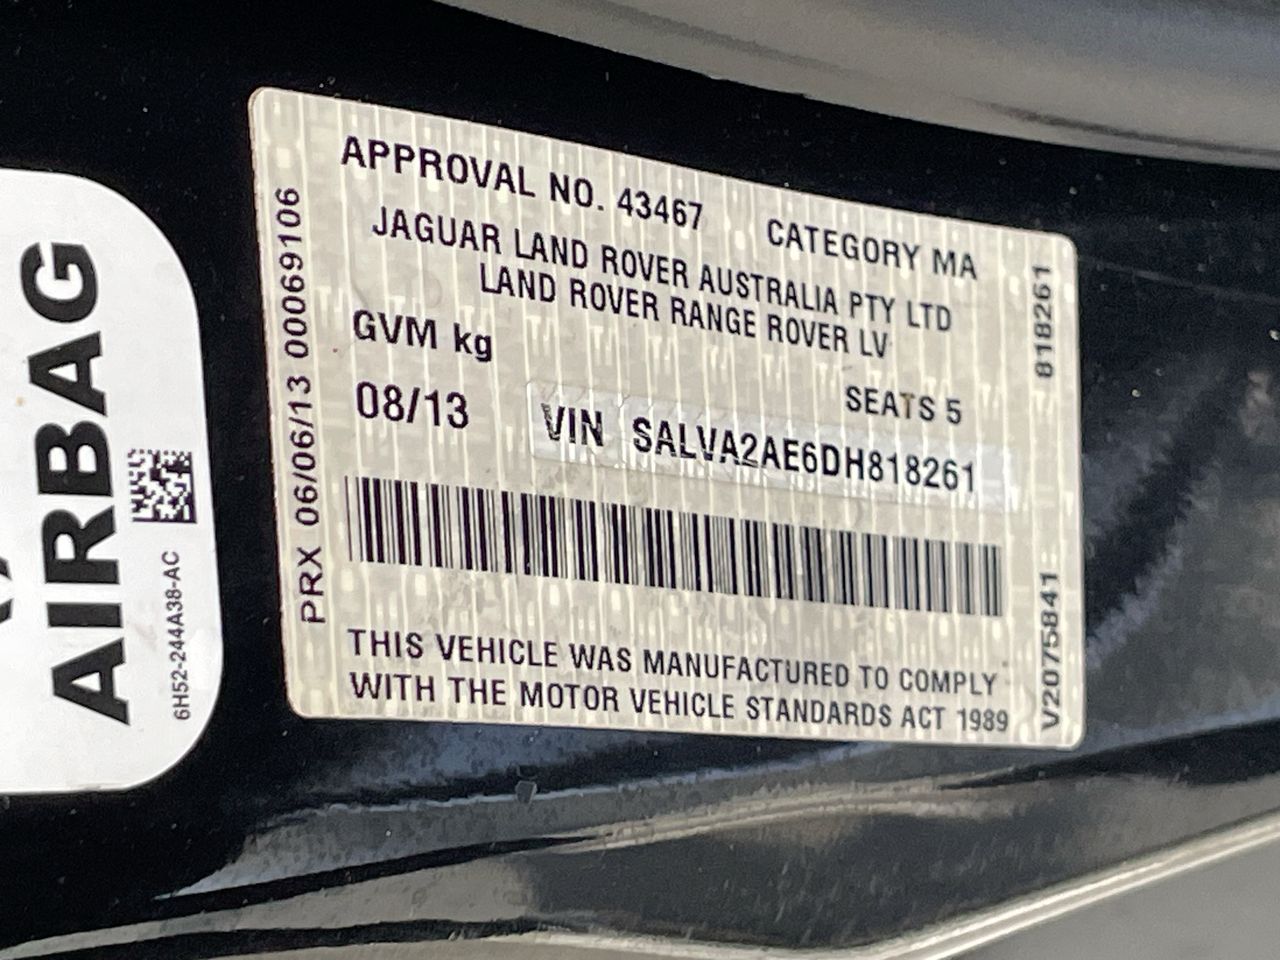 AIRBAG
6H52-244A38-AC
PRX 06/06/13 00069106
APPROVAL NO. 43467 CATEGORY MA
JAGUAR LAND ROVER AUSTRALIA PTY LTD
LAND ROVER RANGE ROVER LV
GVM kg
SEATS 5
08/13 VIN SALVA2AE6DH818261
THIS VEHICLE WAS MANUFACTURED TO COMPLY
WITH THE MOTOR VEHICLE STANDARDS ACT 1989
V2075841 818261